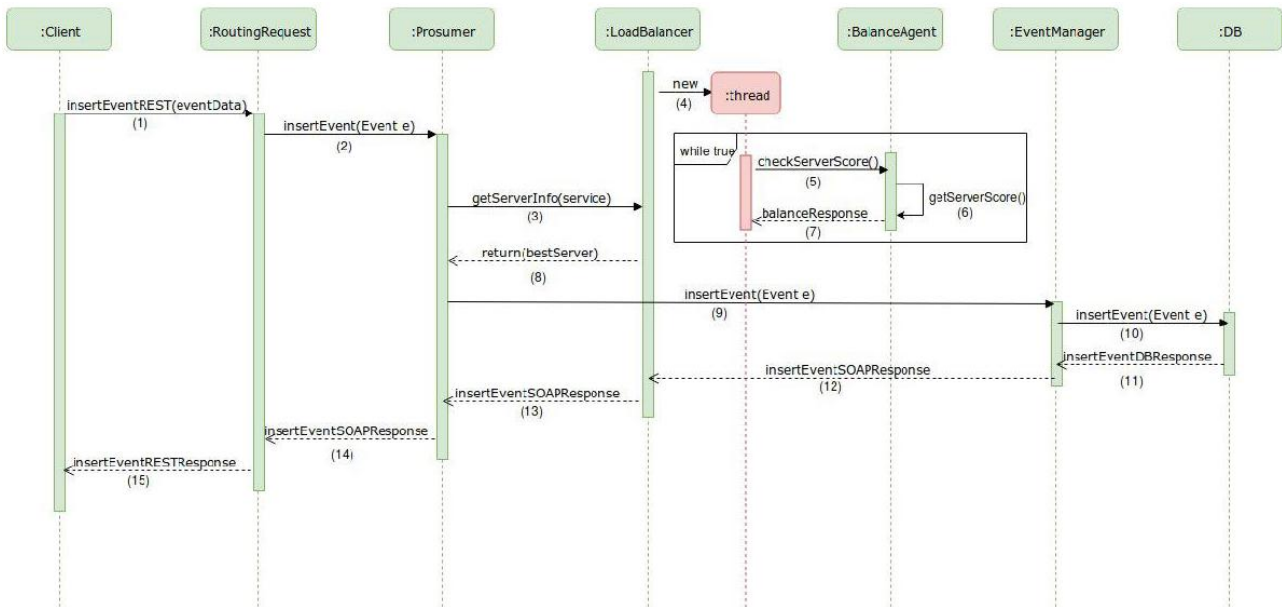 :Client
:RoutingRequest
:Prosumer
:LoadBalancer
:BalanceAgent
:EventManager
:DB
new
(4)
:thread
insertEventREST(eventData)
(1)
insertEvent(Event e)
(2)
while true
checkServerScore()
(5)
getServerInfo(service)
(3)
getServerScore()
(6)
balanceResponse
(7)
return(bestServer)
(8)
insertEvent(Event e)
(9)
insertEvent(Event e)
(10)
insertEventDBResponse
(11)
insertEventSOAPResponse
(12)
insertEventSOAPResponse
(13)
insertEventSOAPResponse
(14)
insertEventRESTResponse
(15)